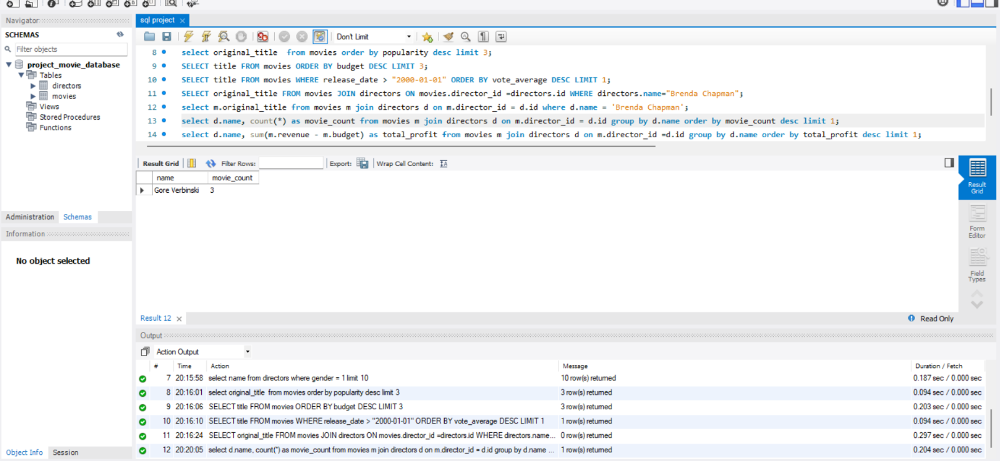 Navigator
sql project
SCHEMAS
Don't Limit
Filter objects
project_movie_database
Tables
directors
movies
Views
Stored Procedures
Functions
8 select original_title  from movies order by popularity desc limit 3;
9 SELECT title FROM movies ORDER BY budget DESC LIMIT 3;
10 SELECT title FROM movies WHERE release_date > "2000-01-01" ORDER BY vote_average DESC LIMIT 1;
11 SELECT original_title FROM movies JOIN directors ON movies.director_id =directors.id WHERE directors.name="Brenda Chapman";
12 select m.original_title from movies m join directors d on m.director_id = d.id where d.name = 'Brenda Chapman';
13 select d.name, count(*) as movie_count from movies m join directors d on m.director_id = d.id group by d.name order by movie_count desc limit 1;
14 select d.name, sum(m.revenue - m.budget) as total_profit from movies m join directors d on m.director_id =d.id group by d.name order by total_profit desc limit 1;
Result Grid Filter Rows: Export: Wrap Cell Content:
name movie_count
Gore Verbinski 3
Result
Grid
Form
Editor
Field
Types
Administration Schemas
Information
No object selected
Result 12 Read Only
Output
Action Output
# Time Action Message Duration / Fetch
7 20:15:58 select name from directors where gender = 1 limit 10 10 row(s) returned 0.187 sec / 0.000 sec
8 20:16:01 select original_title  from movies order by popularity desc limit 3 3 row(s) returned 0.094 sec / 0.000 sec
9 20:16:06 SELECT title FROM movies ORDER BY budget DESC LIMIT 3 3 row(s) returned 0.203 sec / 0.000 sec
10 20:16:10 SELECT title FROM movies WHERE release_date > "2000-01-01" ORDER BY vote_average DESC LIMIT 1 1 row(s) returned 0.094 sec / 0.000 sec
11 20:16:24 SELECT original_title FROM movies JOIN directors ON movies.director_id =directors.id WHERE directors.name... 0 row(s) returned 0.297 sec / 0.000 sec
12 20:20:05 select d.name, count(*) as movie_count from movies m join directors d on m.director_id = d.id group by d.name ... 1 row(s) returned 0.204 sec / 0.000 sec
Object Info Session